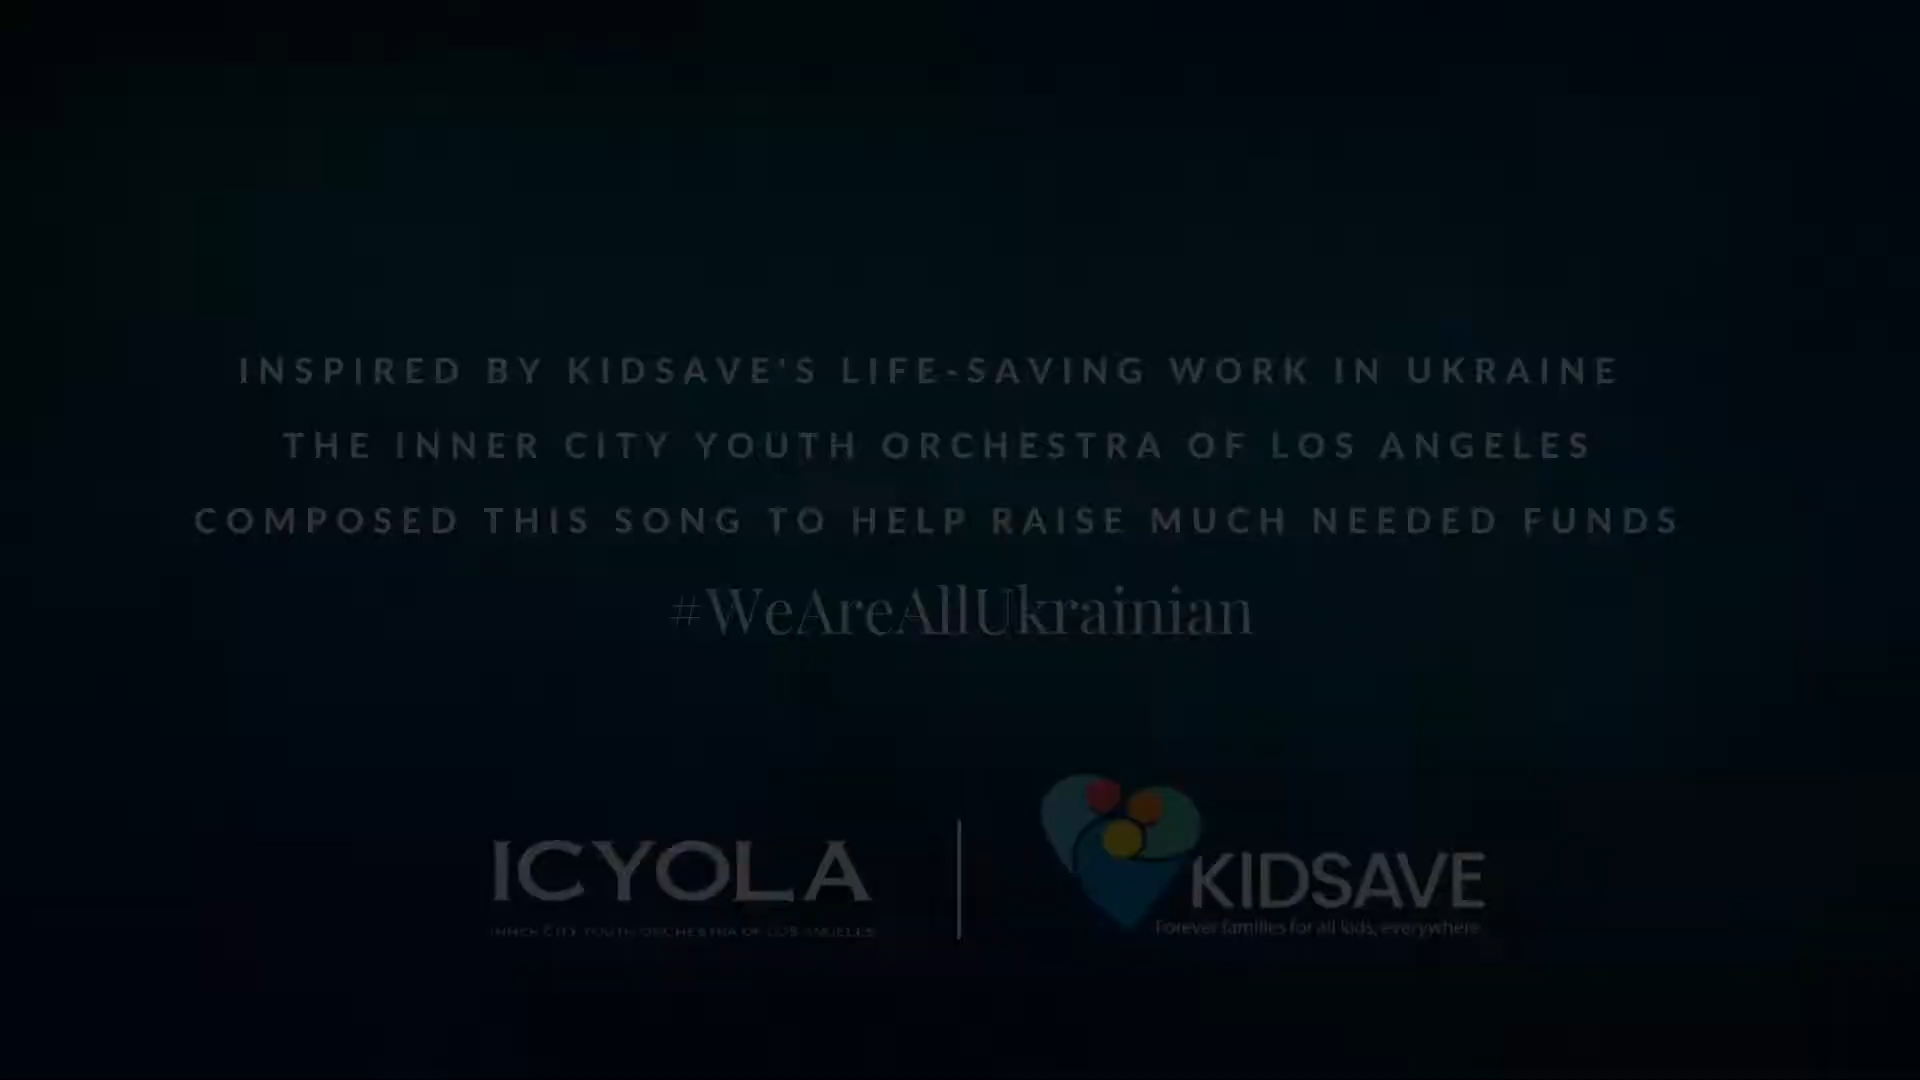 INSPIRED BY KIDSAVE'S LIFE-SAVING WORK IN UKRAINE
THE INNER CITY YOUTH ORCHESTRA OF LOS ANGELES
COMPOSED THIS SONG TO HELP RAISE MUCH NEEDED FUNDS
#WeAreAllUkrainian
ICYOLA
INNER CITY YOUTH ORCHESTRA OF LOS ANGELES
KIDSAVE
Forever families for all kids, everywhere.